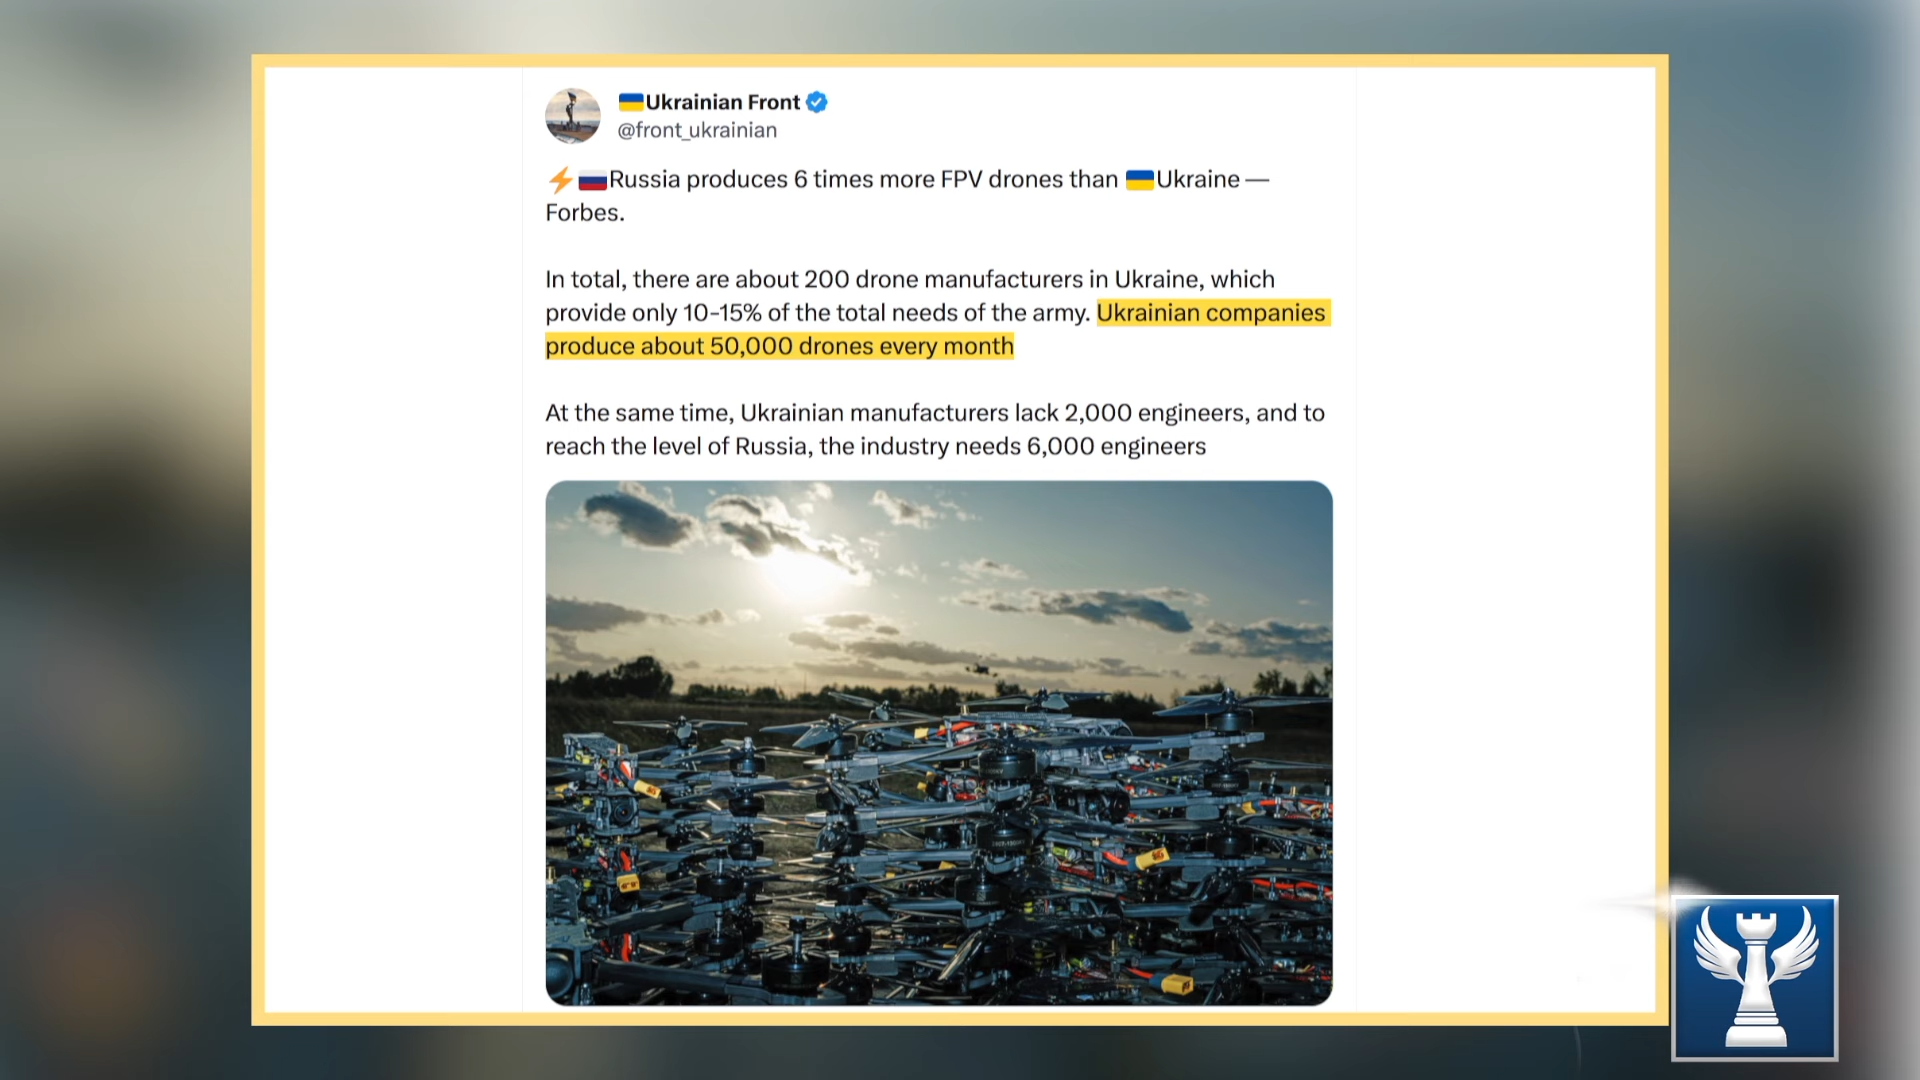 🇺🇦Ukrainian Front
@front_ukrainian
⚡🇷🇺Russia produces 6 times more FPV drones than 🇺🇦Ukraine —
Forbes.
In total, there are about 200 drone manufacturers in Ukraine, which
provide only 10-15% of the total needs of the army. Ukrainian companies
produce about 50,000 drones every month
At the same time, Ukrainian manufacturers lack 2,000 engineers, and to
reach the level of Russia, the industry needs 6,000 engineers